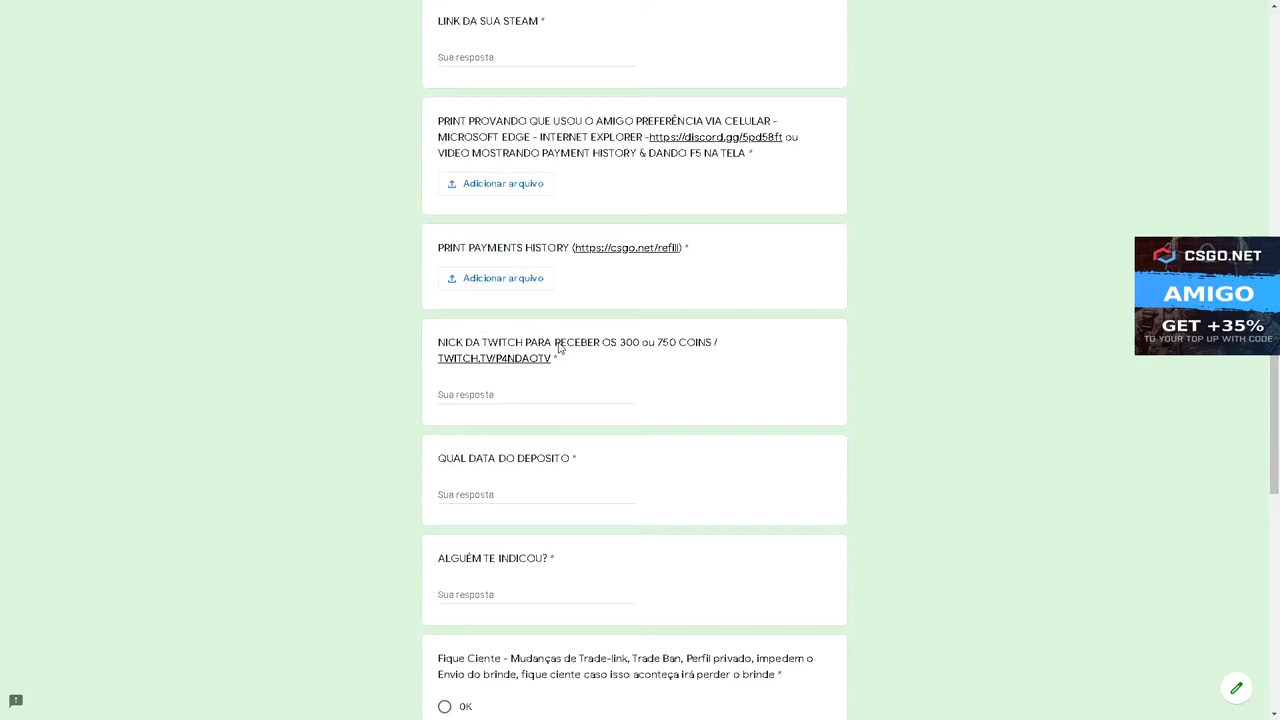 LINK DA SUA STEAM *
Sua resposta
PRINT PROVANDO QUE USOU O AMIGO PREFERÊNCIA VIA CELULAR -
MICROSOFT EDGE - INTERNET EXPLORER -https://discord.gg/5pd58ft ou
VIDEO MOSTRANDO PAYMENT HISTORY & DANDO F5 NA TELA *
Adicionar arquivo
PRINT PAYMENTS HISTORY (https://csgo.net/refill) *
Adicionar arquivo
NICK DA TWITCH PARA RECEBER OS 300 ou 750 COINS /
TWITCH.TV/P4NDAOTV *
Sua resposta
QUAL DATA DO DEPOSITO *
Sua resposta
ALGUÉM TE INDICOU? *
Sua resposta
Fique Ciente - Mudanças de Trade-link, Trade Ban, Perfil privado, impedem o
Envio do brinde, fique ciente caso isso aconteça irá perder o brinde *
OK
CSGO.NET
AMIGO
GET +35%
TO YOUR TOP UP WITH CODE